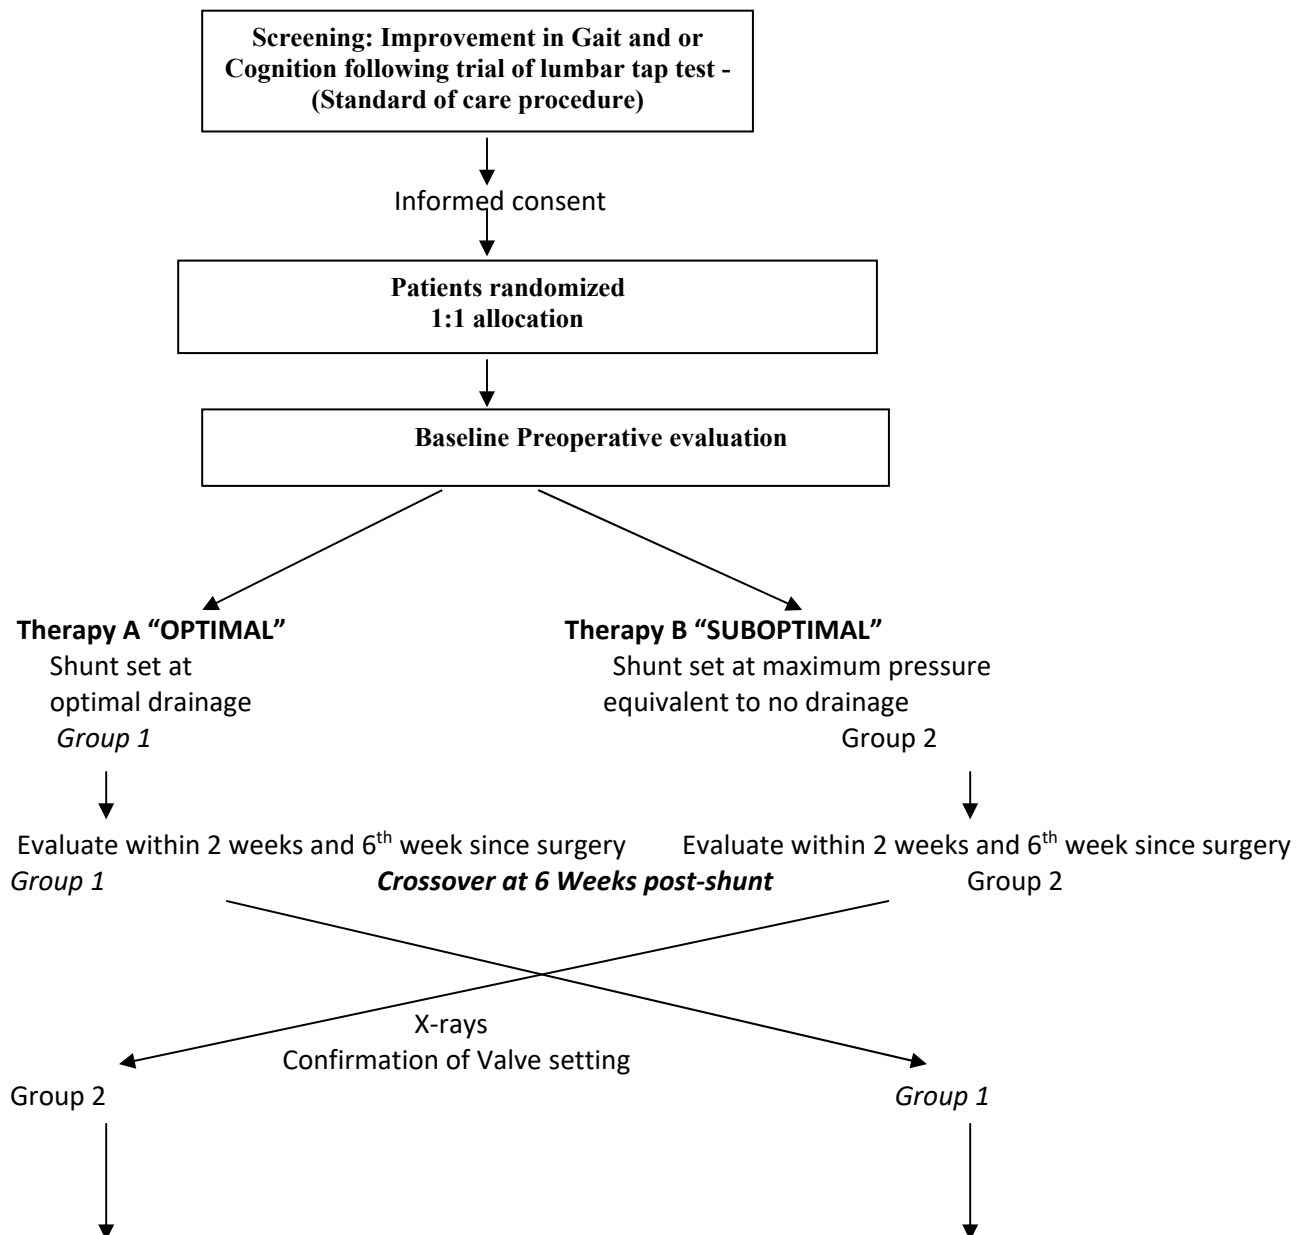 Screening: Improvement in Gait and or
Cognition following trial of lumbar tap test -
(Standard of care procedure)
Informed consent
Patients randomized
1:1 allocation
Baseline Preoperative evaluation
Therapy A “OPTIMAL”
Shunt set at
optimal drainage
Group 1
Therapy B “SUBOPTIMAL”
Shunt set at maximum pressure
equivalent to no drainage
Group 2
Evaluate within 2 weeks and 6th week since surgery
Group 1
Evaluate within 2 weeks and 6th week since surgery
Group 2
Crossover at 6 Weeks post-shunt
X-rays
Confirmation of Valve setting
Group 2
Group 1